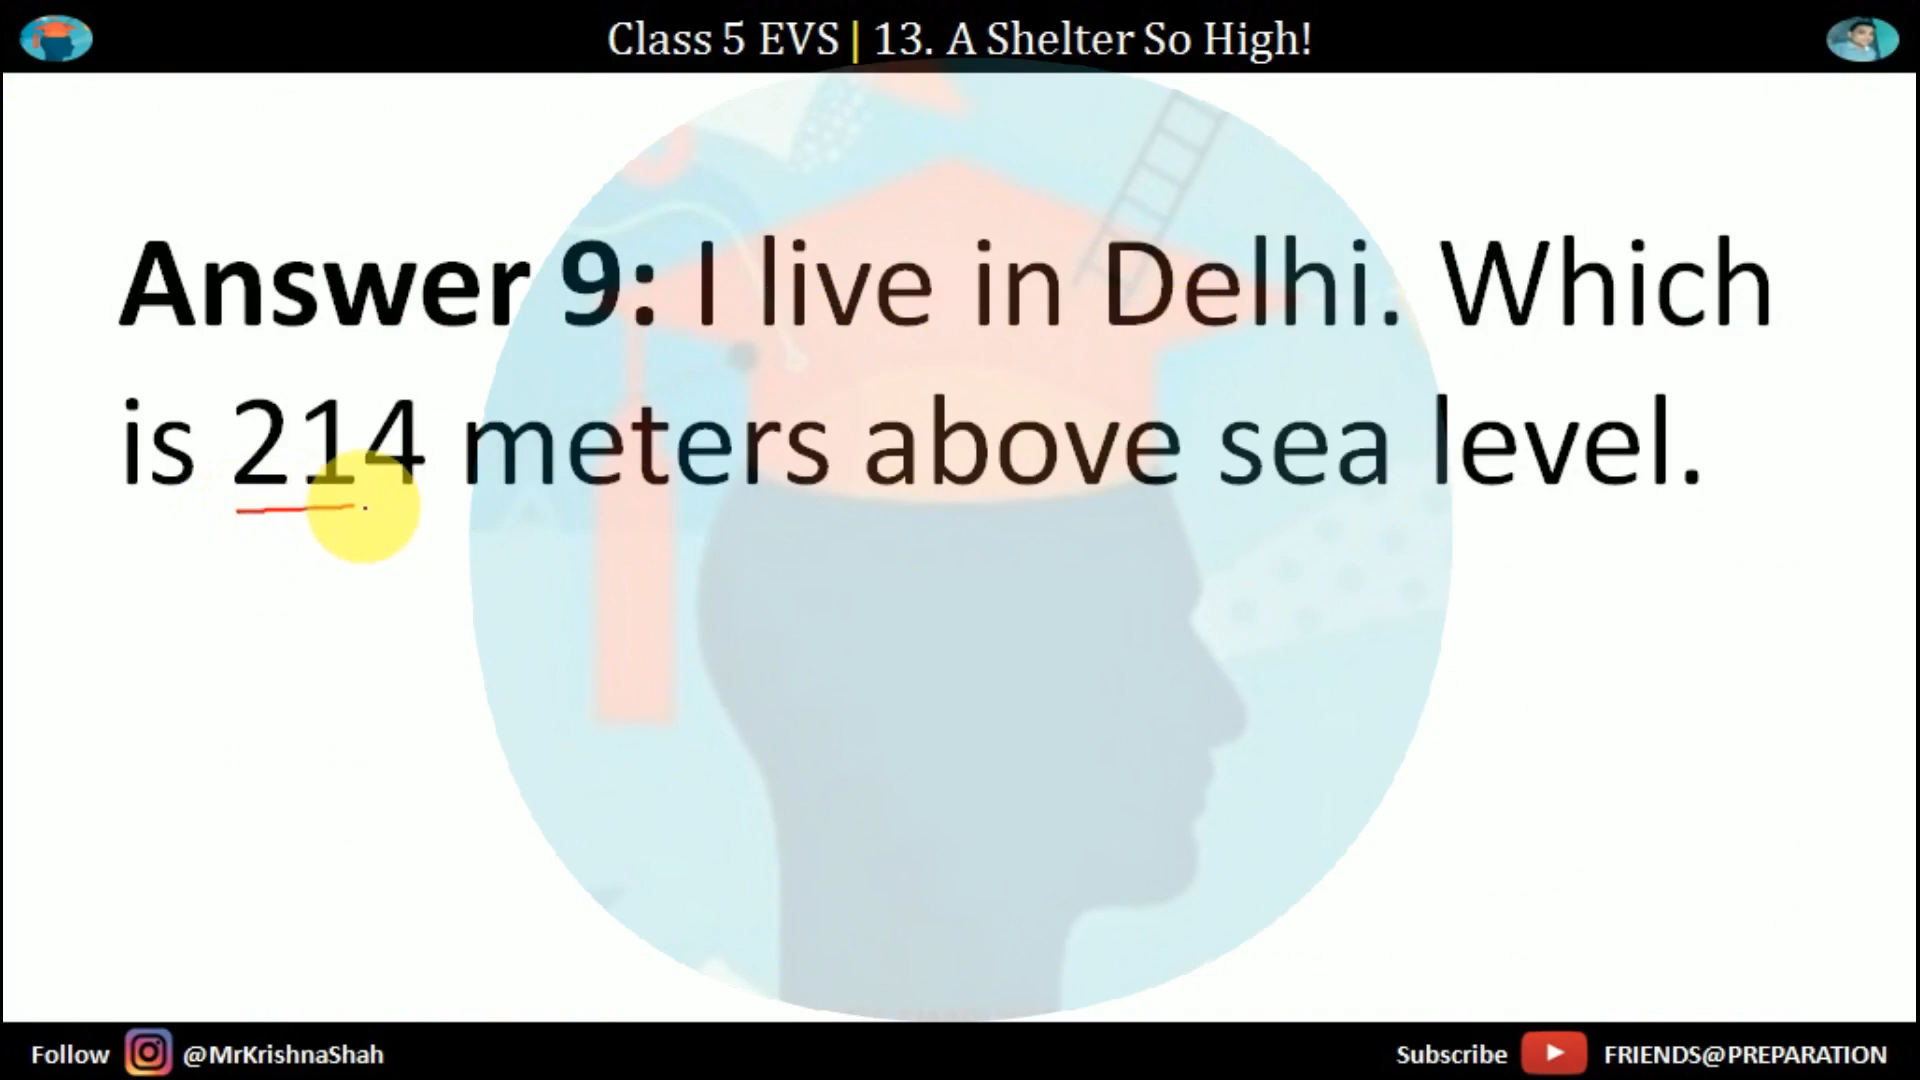 Class 5 EVS | 13. A Shelter So High!
Answer 9: I live in Delhi. Which
is 214 meters above sea level.
Follow @MrKrishnaShah
Subscribe FRIENDS@PREPARATION